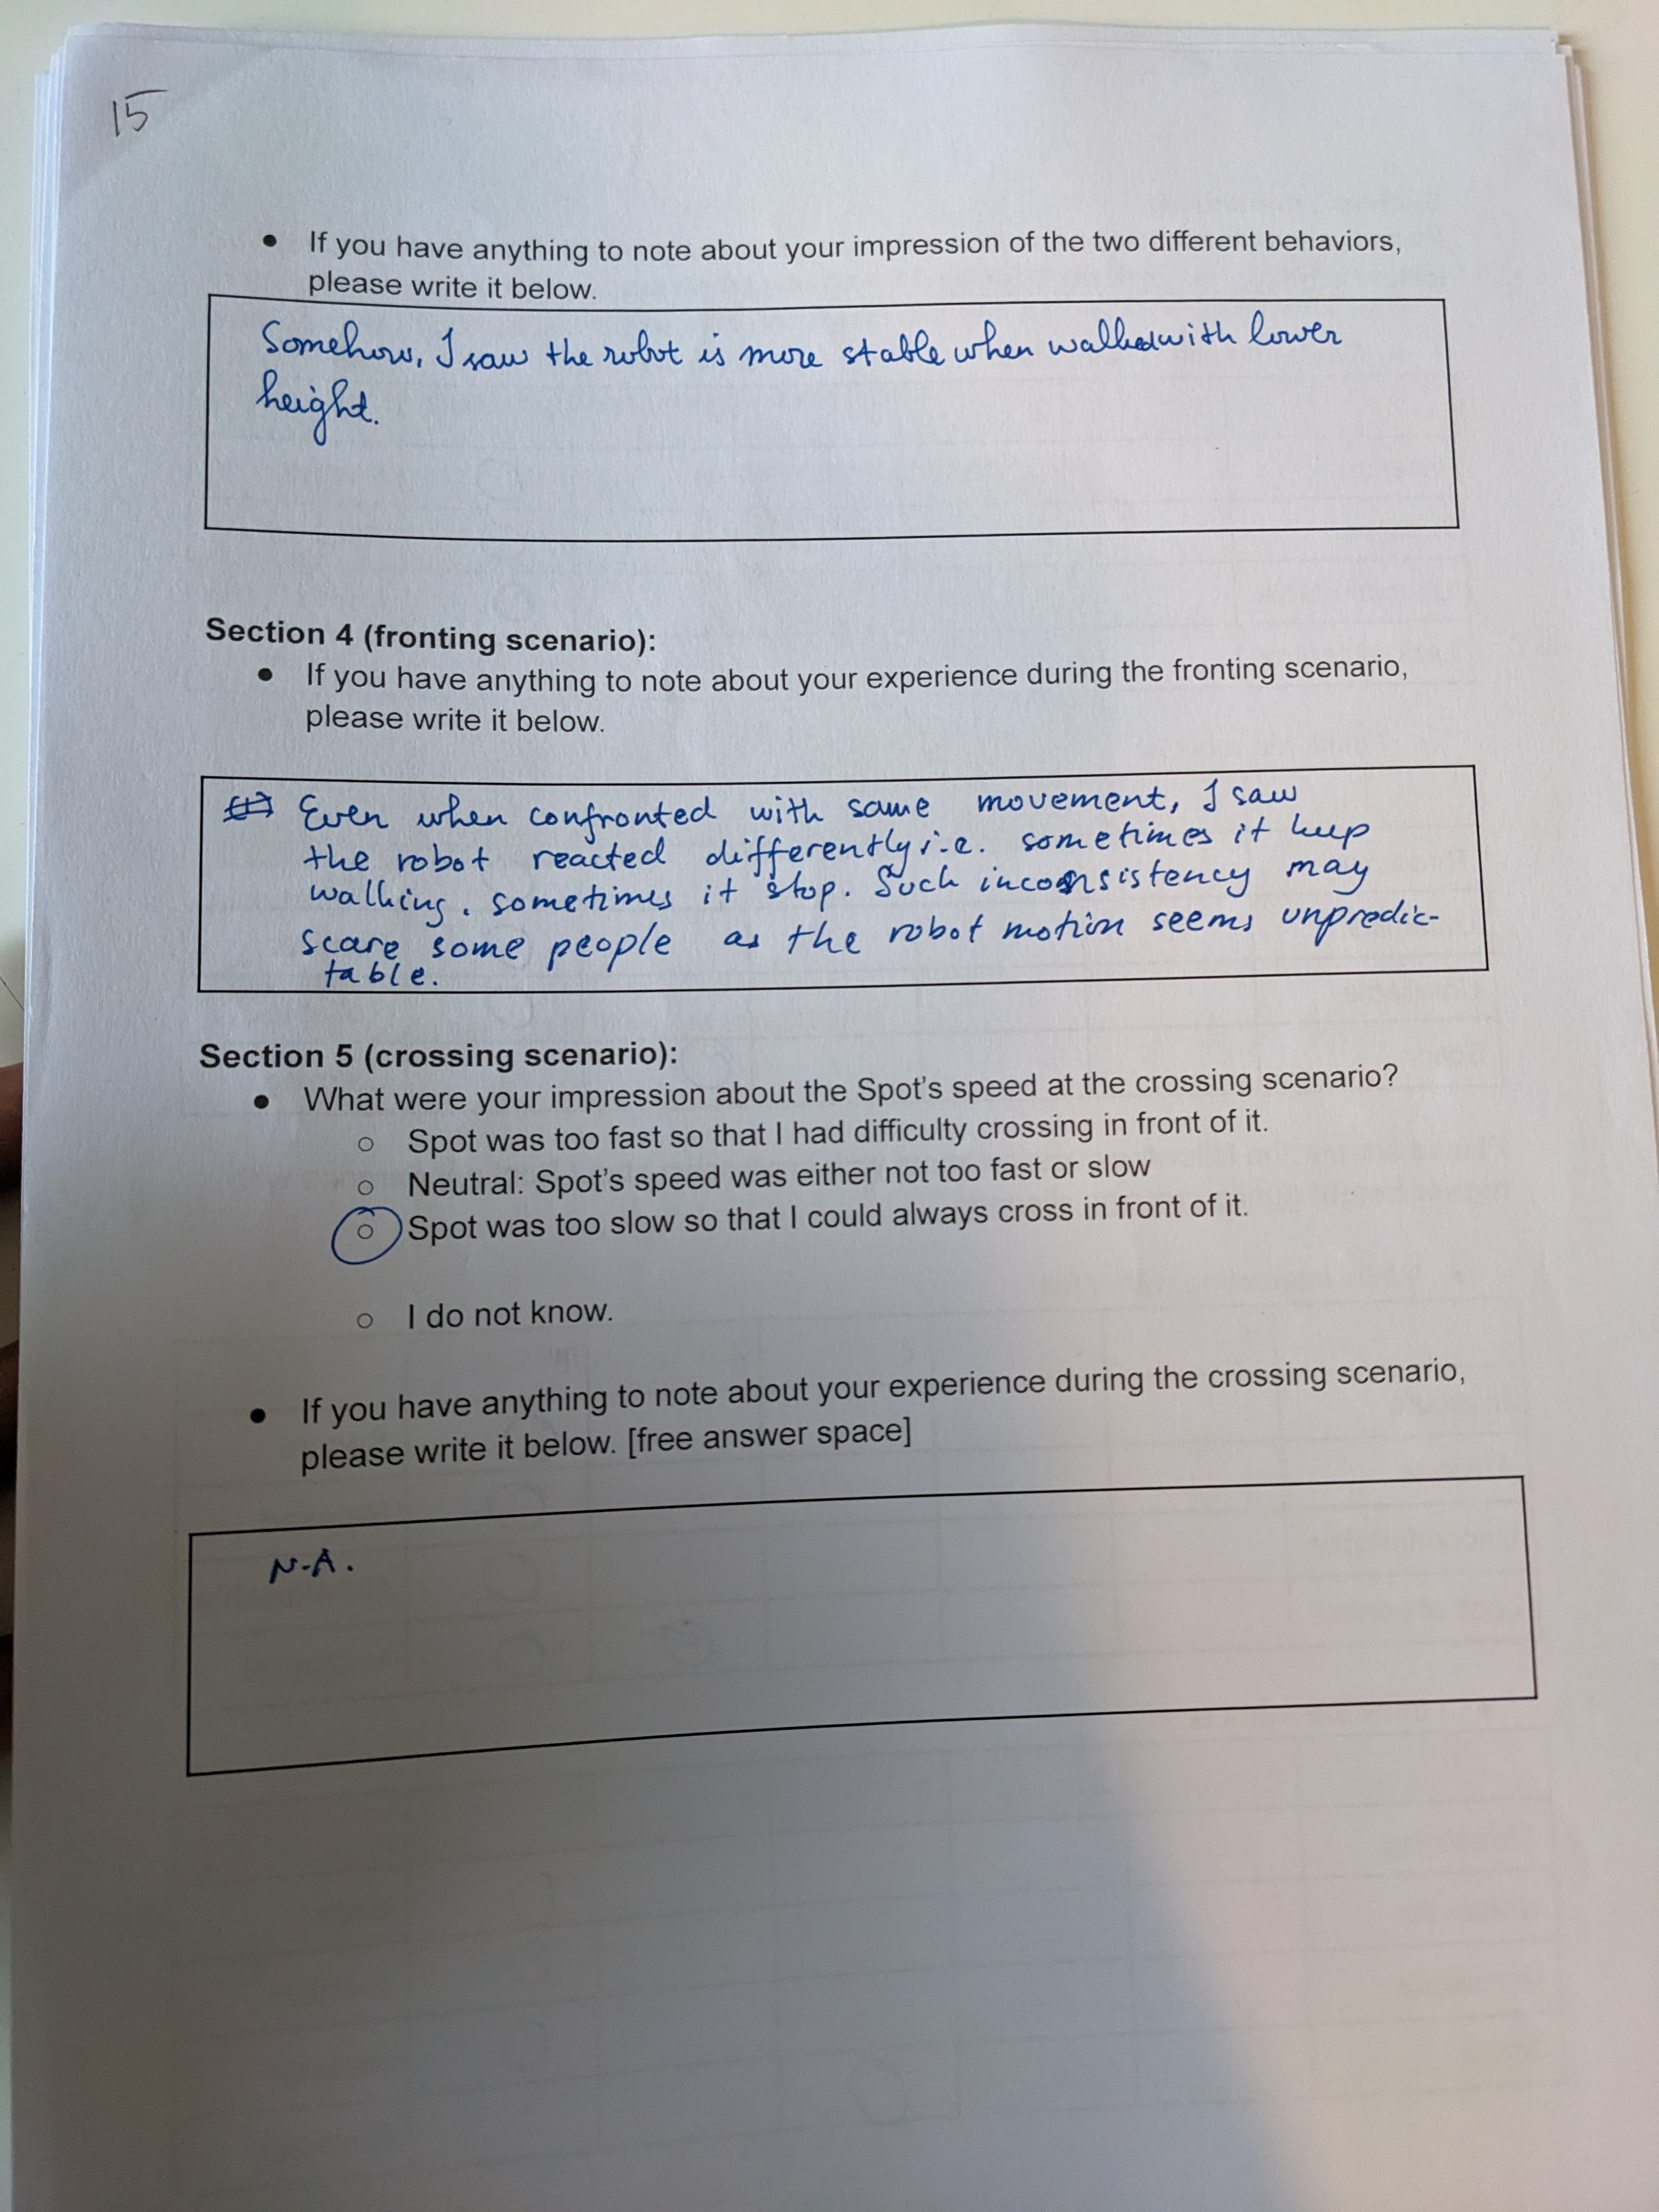 15
● If you have anything to note about your impression of the two different behaviors,
please write it below.
Somehow, I saw the robot is more stable when walked with lower
height.
Section 4 (fronting scenario):
● If you have anything to note about your experience during the fronting scenario,
please write it below.
Even when confronted with same movement, I saw
the robot reacted differently i.e. sometimes it keep
walking, sometimes it stop. Such inconsistency may
scare some people as the robot motion seems unpredic-
table.
Section 5 (crossing scenario):
● What were your impression about the Spot's speed at the crossing scenario?
○ Spot was too fast so that I had difficulty crossing in front of it.
○ Neutral: Spot's speed was either not too fast or slow
○ Spot was too slow so that I could always cross in front of it.
○ I do not know.
● If you have anything to note about your experience during the crossing scenario,
please write it below. [free answer space]
N-A.